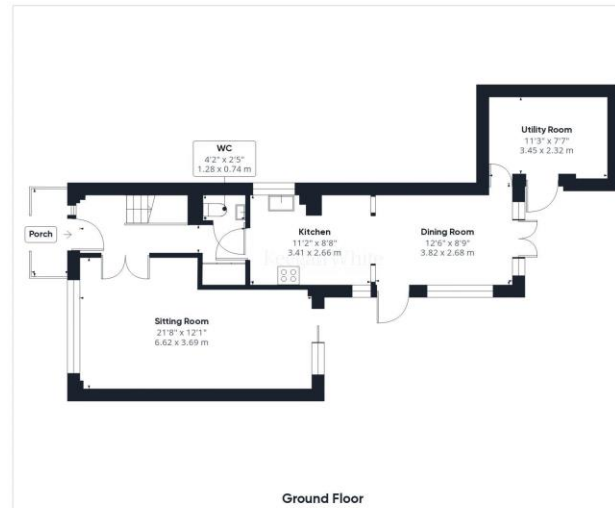 WC
4'2" x 2'5"
1.28 x 0.74 m
Utility Room
11'3" x 7'7"
3.45 x 2.32 m
Porch
Kitchen
11'2" x 8'8"
3.41 x 2.66 m
Dining Room
12'6" x 8'9"
3.82 x 2.68 m
Sitting Room
21'8" x 12'1"
6.62 x 3.69 m
Ground Floor